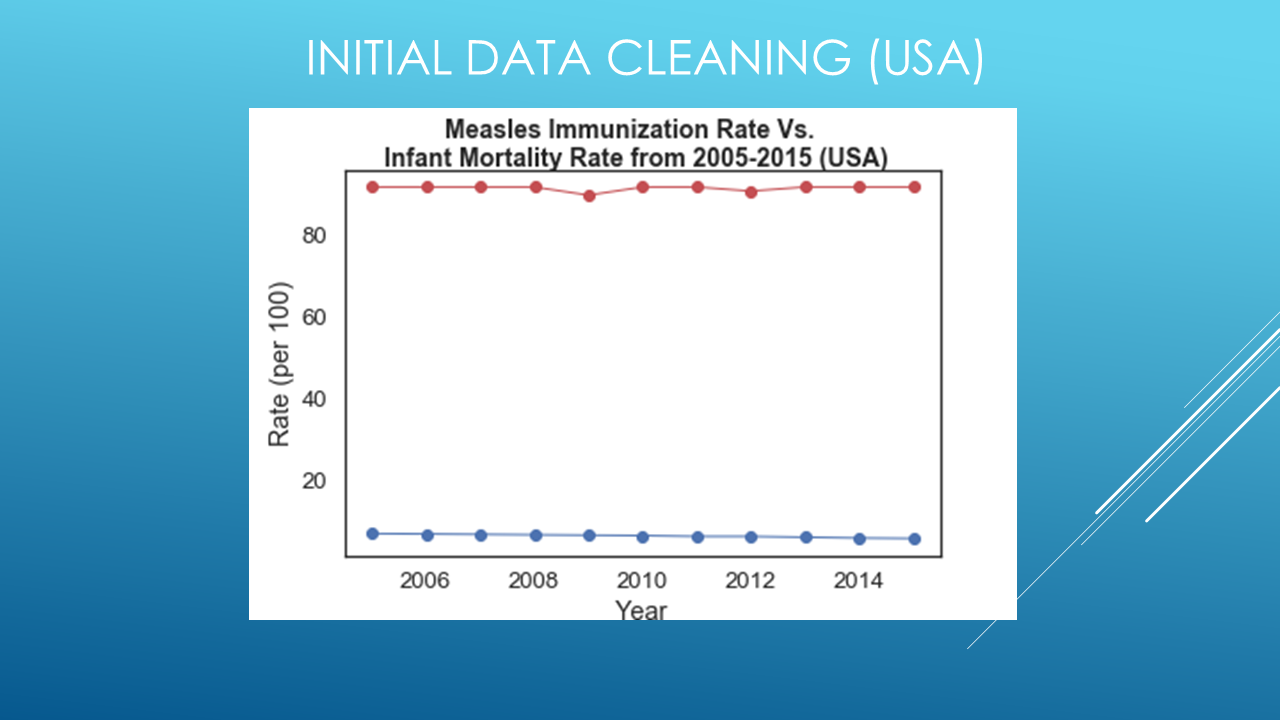 INITIAL DATA CLEANING (USA)
Measles Immunization Rate Vs.
Infant Mortality Rate from 2005-2015 (USA)
80
60
40
20
Rate (per 100)
2006 2008 2010 2012 2014
Year